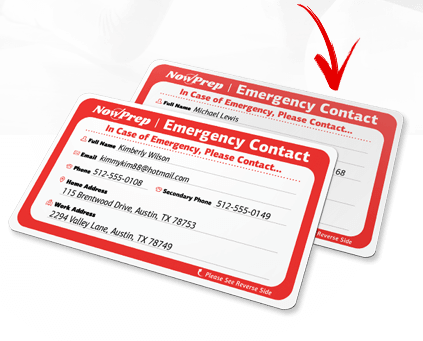 NowPrep | Emergency Contact
In Case of Emergency, Please Contact...
Full Name Michael Lewis
68
Reverse Side
NowPrep | Emergency Contact
In Case of Emergency, Please Contact...
Full Name Kimberly Wilson
Email kimmykim88@hotmail.com
Phone 512-555-0108 Secondary Phone 512-555-0149
Home Address
115 Brentwood Drive, Austin, TX 78753
Work Address
2294 Valley Lane, Austin, TX 78749
Please See Reverse Side